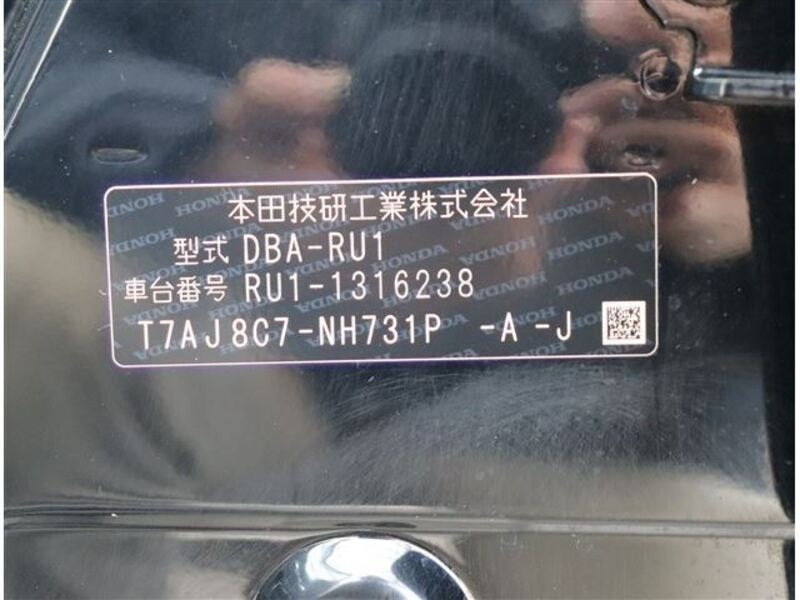 本田技研工業株式会社
型式 DBA-RU1
車台番号 RU1-1316238
T7AJ8C7-NH731P -A -J